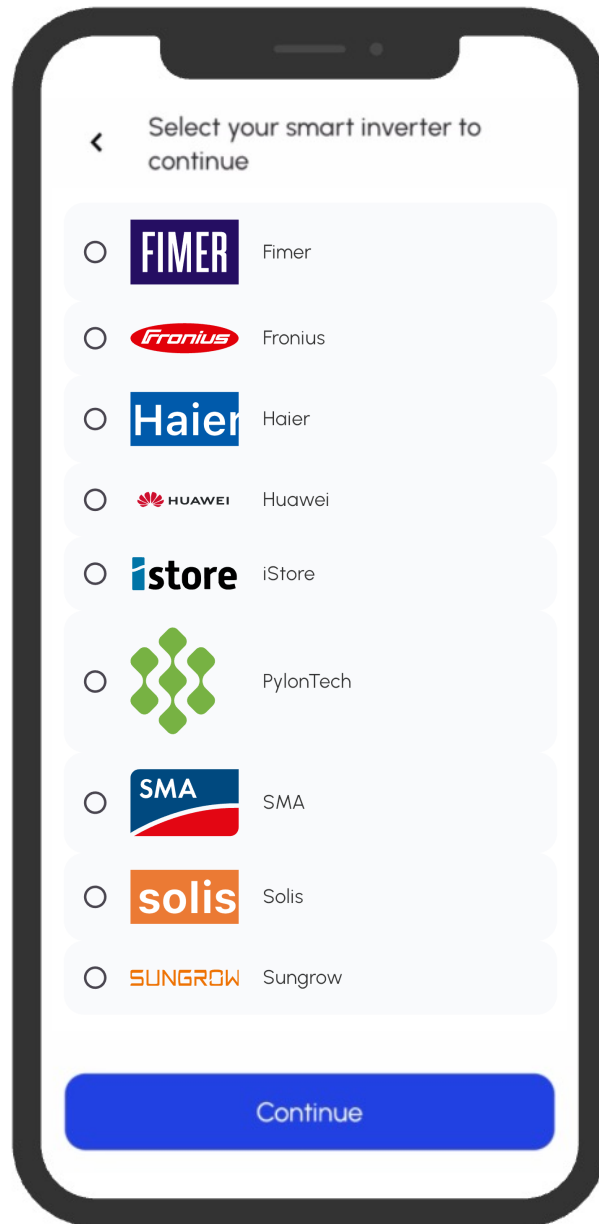 Select your smart inverter to
continue
FIMER Fimer
Fronius Fronius
Haier Haier
HUAWEI Huawei
istore iStore
PylonTech
SMA SMA
solis Solis
SUNGROW Sungrow
Continue